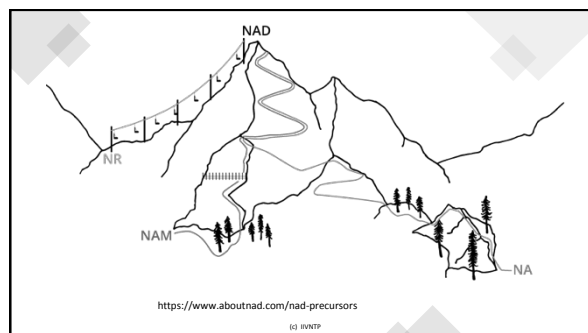 NAD
NR
NAM
NA
https://www.aboutnad.com/nad-precursors
(c) IIVNTP